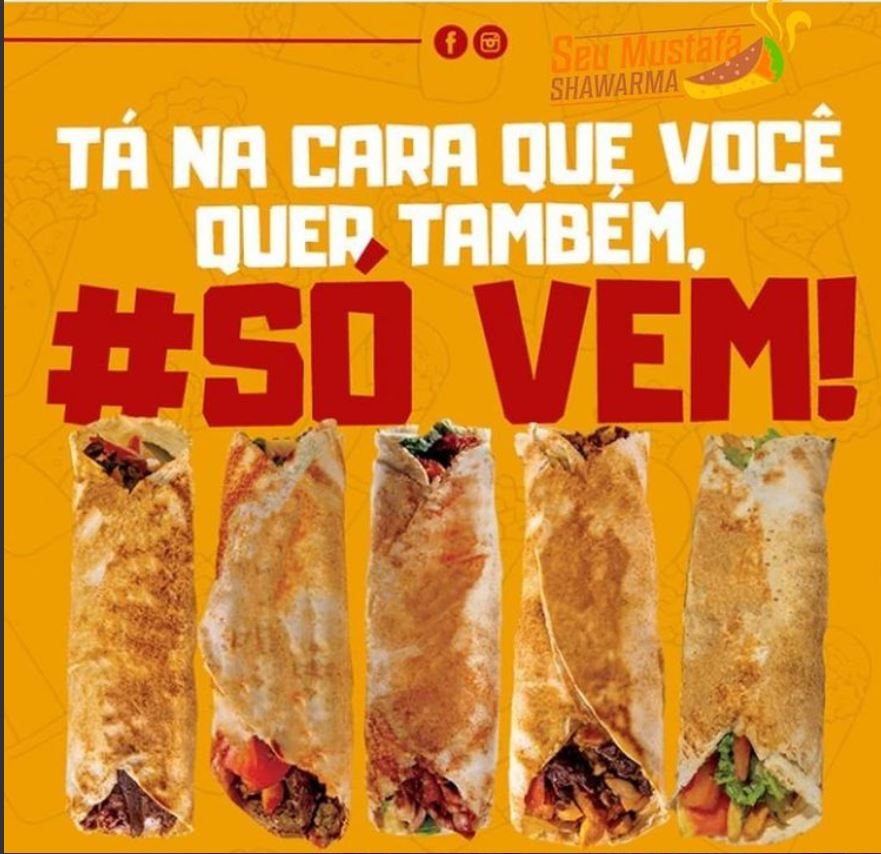 Seu Mustafá
SHAWARMA
TÁ NA CARA QUE VOCÊ
QUER TAMBÉM,
#SÓ VEM!